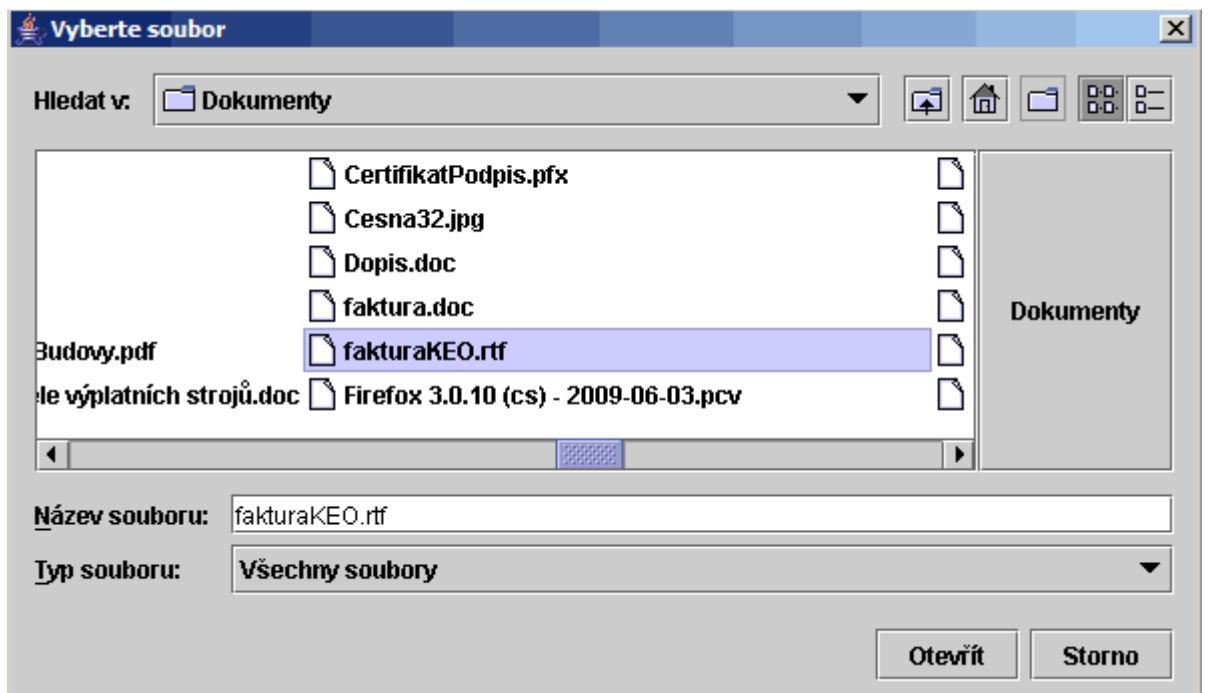 Vyberte soubor
Hledat v: Dokumenty
CertifikatPodpis.pfx
Cesna32.jpg
Dopis.doc
faktura.doc
Dokumenty
Budovy.pdf
fakturaKEO.rtf
le výplatních strojů.doc
Firefox 3.0.10 (cs) - 2009-06-03.pcv
Název souboru: fakturaKEO.rtf
Typ souboru: Všechny soubory
Otevřít
Storno